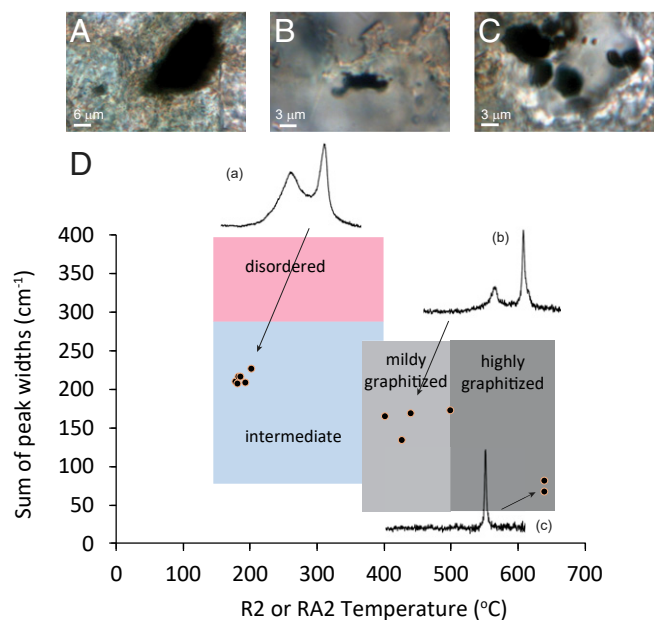 A
B
C
6 μm
3 μm
3 μm
D
(a)
(b)
400
350
300
250
200
150
100
50
0
Sum of peak widths (cm-1)
disordered
intermediate
mildy
graphitized
highly
graphitized
(c)
0
100
200
300
400
500
600
700
R2 or RA2 Temperature (oC)